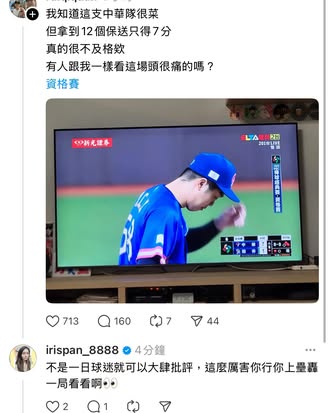 我知道這支中華隊很菜
但拿到12個保送只得7分
真的很不及格欸
有人跟我一樣看這場頭很痛的嗎？
資格賽
新光證券
713
160
7
44
irispan_8888 4分鐘
不是一日球迷就可以大肆批評，這麼厲害你行你上壘轟
一局看看啊👀
2
1